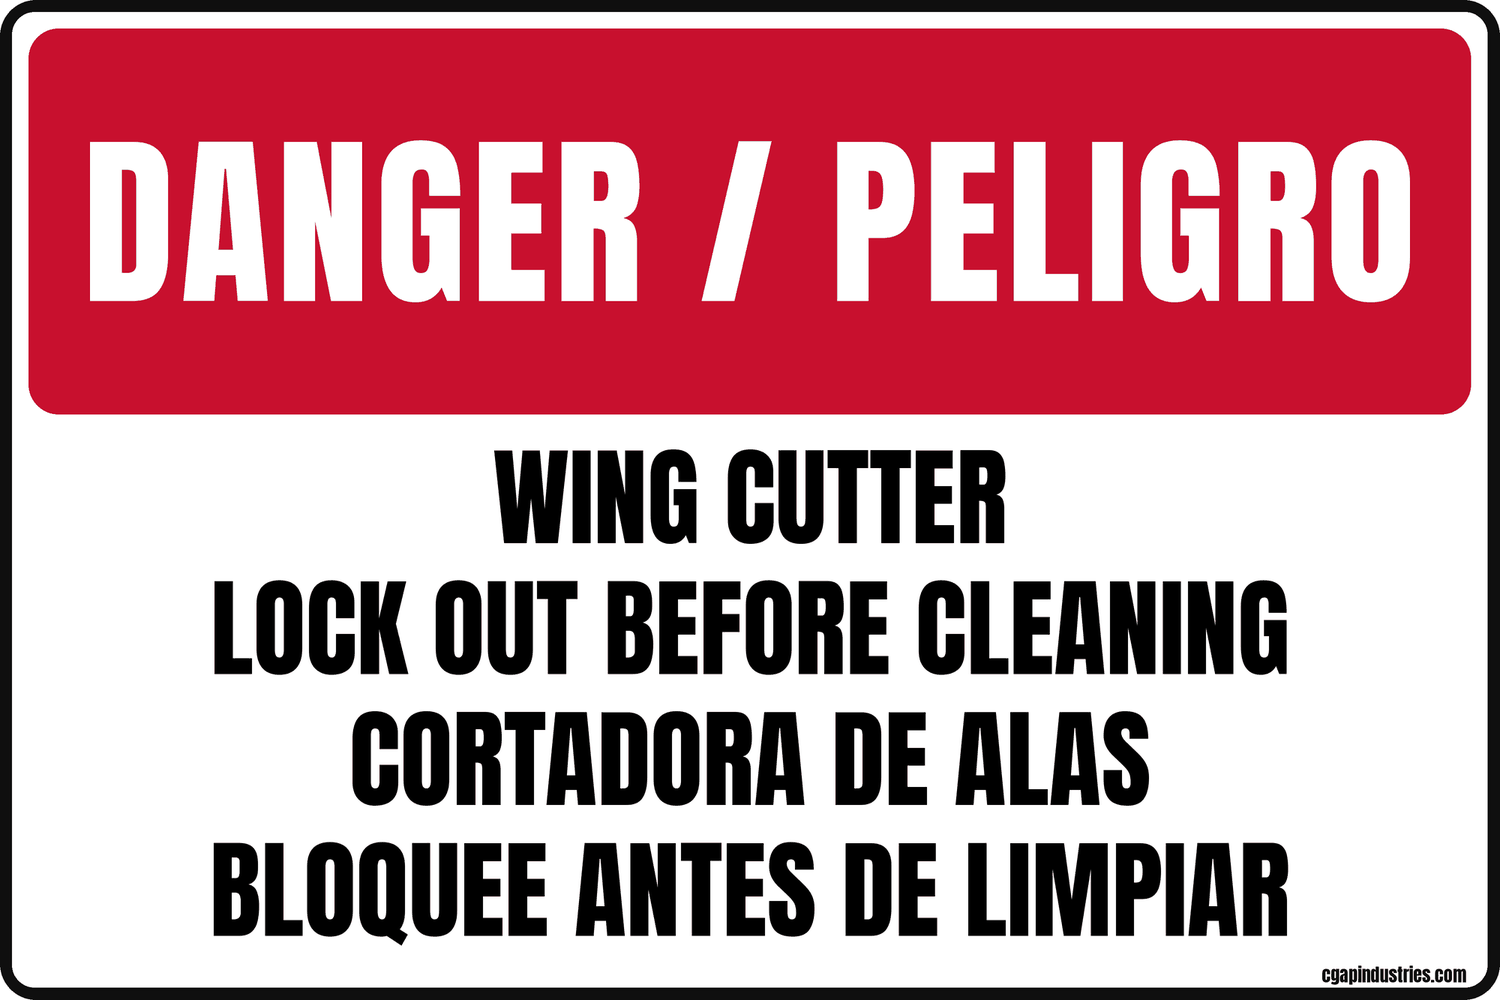 DANGER / PELIGRO
WING CUTTER
LOCK OUT BEFORE CLEANING
CORTADORA DE ALAS
BLOQUEE ANTES DE LIMPIAR
cgapindustries.com